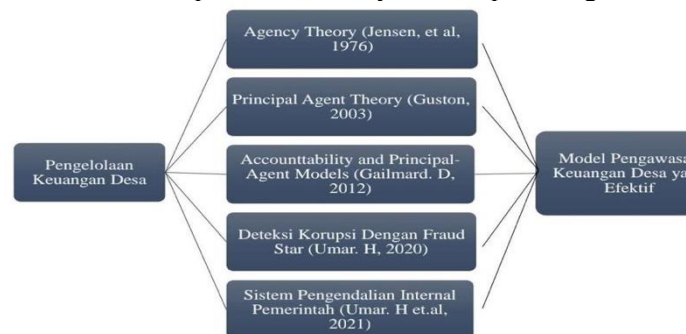 Agency Theory (Jensen, et al,
1976)
Principal Agent Theory (Guston,
2003)
Pengelolaan
Keuangan Desa
Accounttability and Principal-
Agent Models (Gailmard. D,
2012)
Model Pengawasa
Keuangan Desa ya
Efektif
Deteksi Korupsi Dengan Fraud
Star (Umar. H, 2020)
Sistem Pengendalian Internal
Pemerintah (Umar. H et.al,
2021)